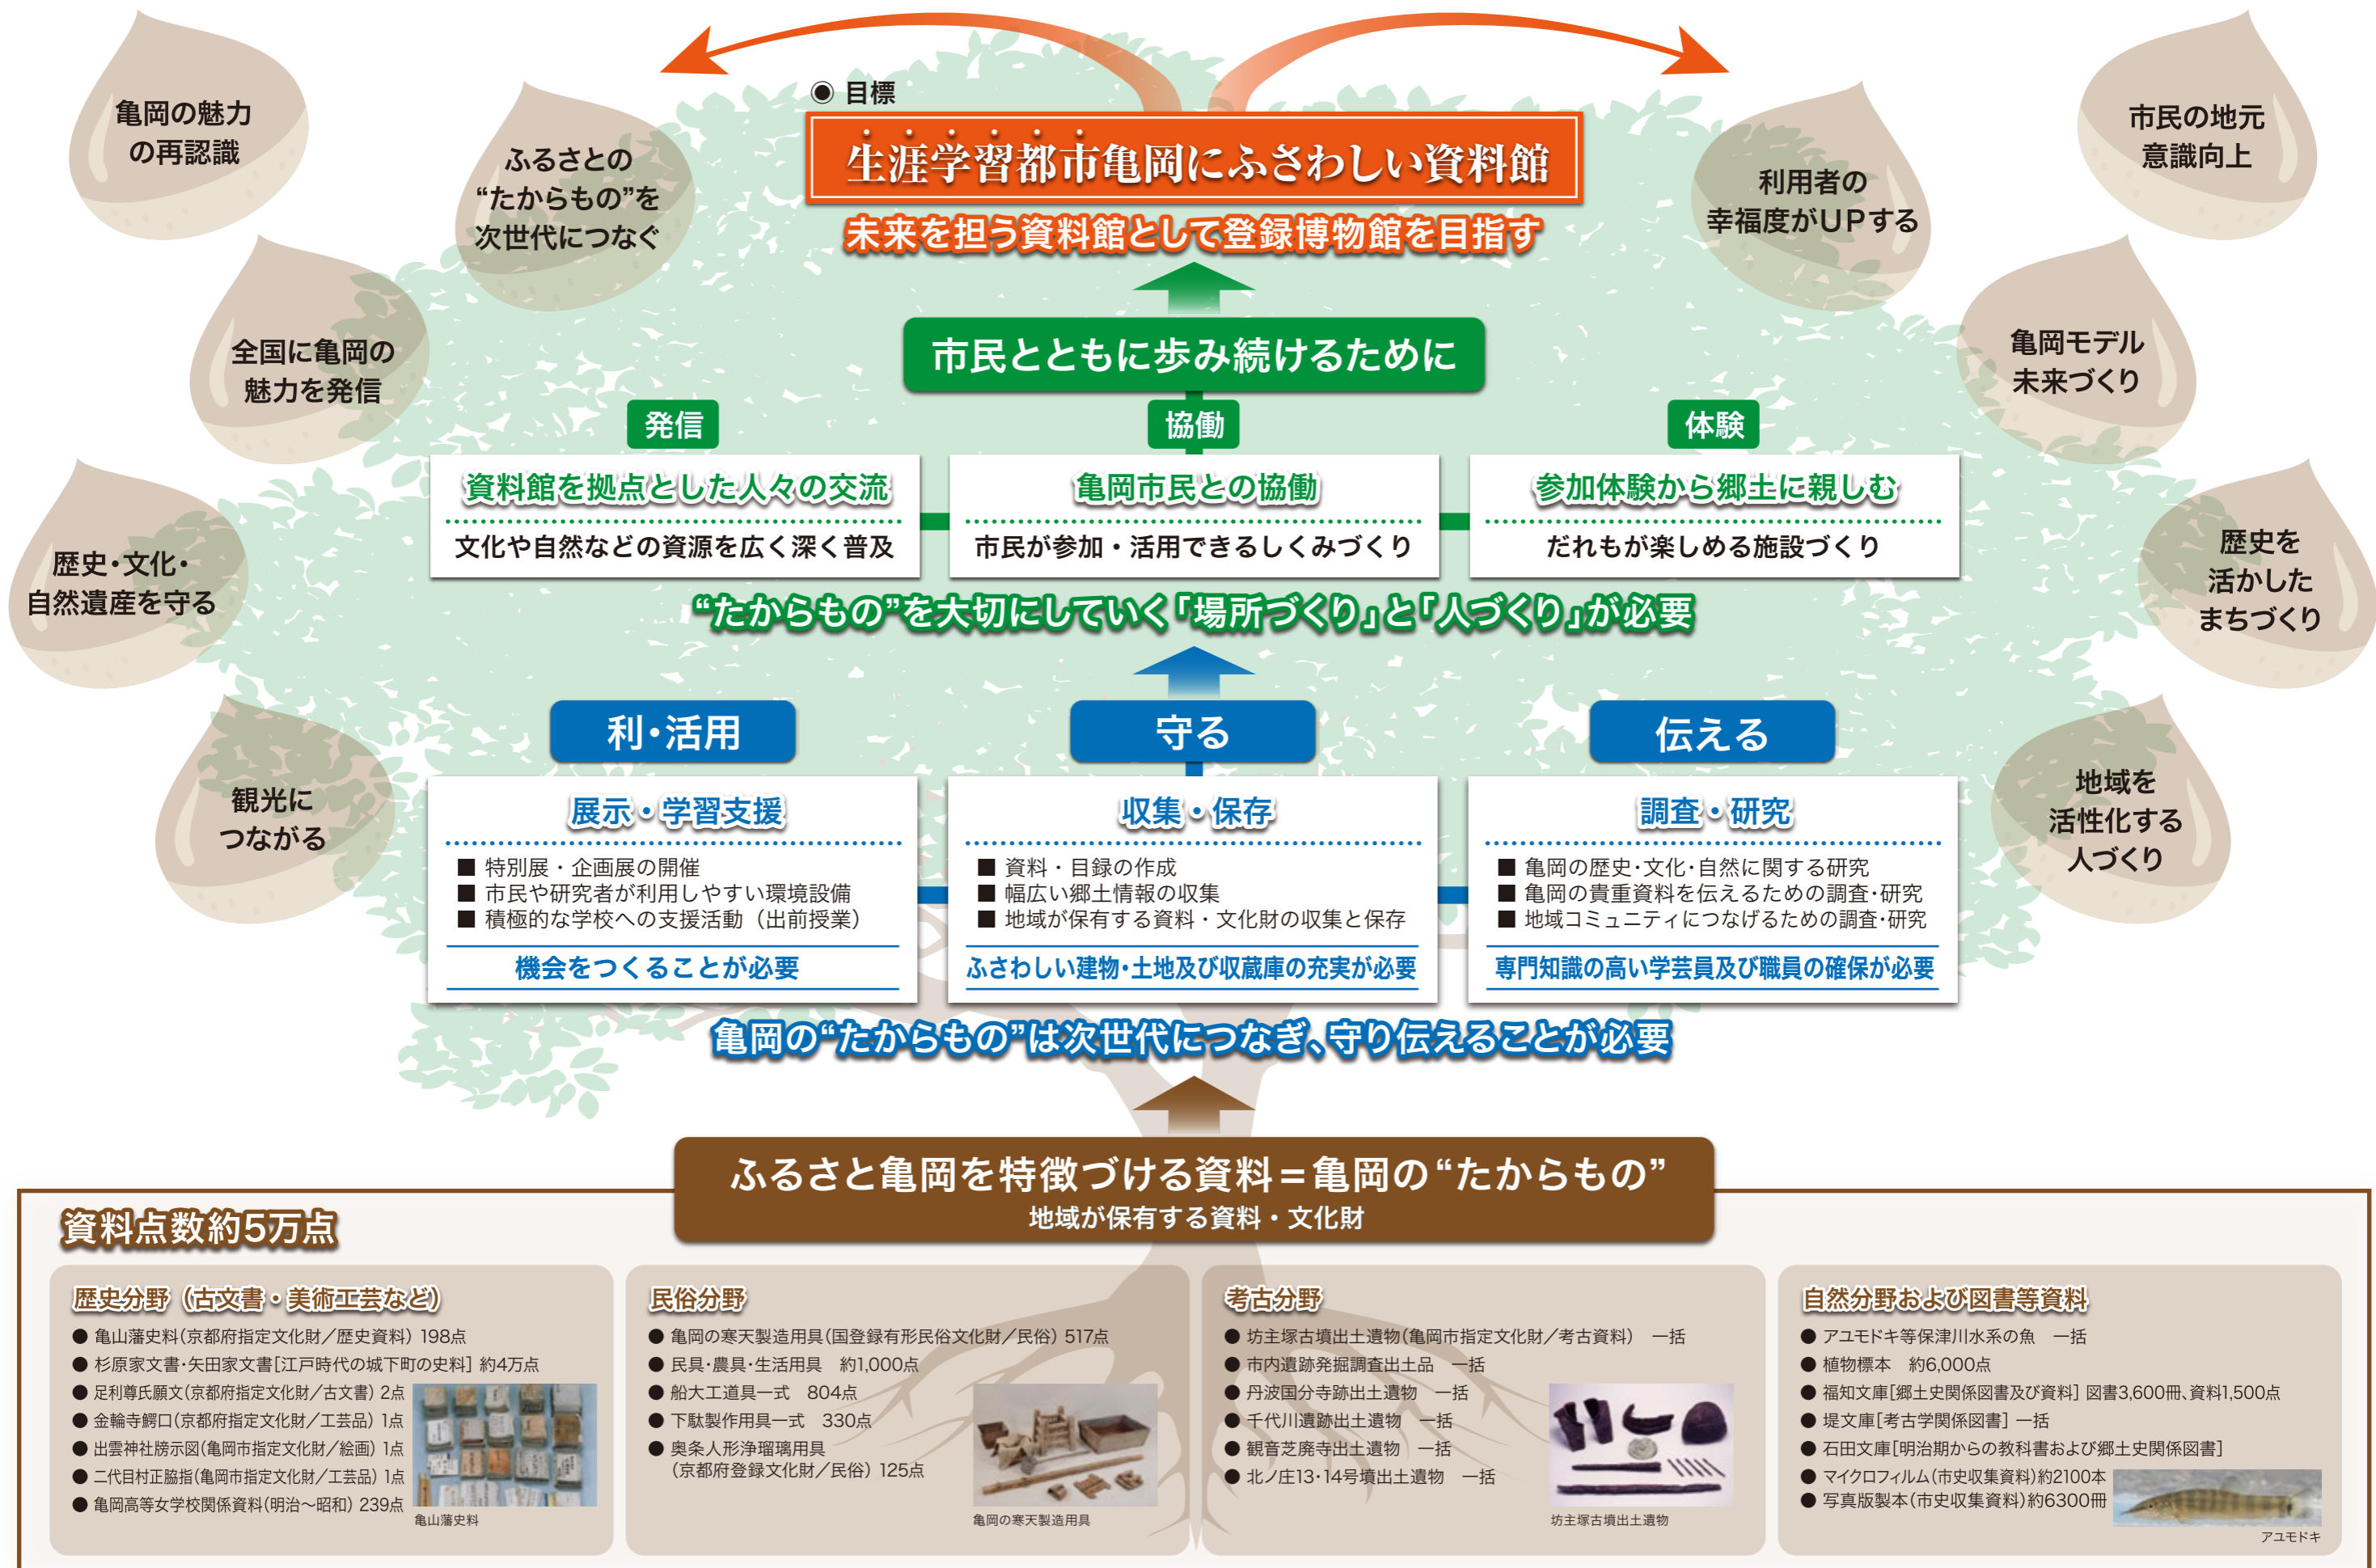 ◉ 目標
生涯学習都市亀岡にふさわしい資料館
未来を担う資料館として登録博物館を目指す
亀岡の魅力
の再認識
ふるさとの
“たからもの”を
次世代につなぐ
全国に亀岡の
魅力を発信
歴史・文化・
自然遺産を守る
観光に
つながる
市民の地元
意識向上
利用者の
幸福度がUPする
亀岡モデル
未来づくり
歴史を
活かした
まちづくり
地域を
活性化する
人づくり
市民とともに歩み続けるために
発信
資料館を拠点とした人々の交流
文化や自然などの資源を広く深く普及
協働
亀岡市民との協働
市民が参加・活用できるしくみづくり
体験
参加体験から郷土に親しむ
だれもが楽しめる施設づくり
“たからもの”を大切にしていく「場所づくり」と「人づくり」が必要
利・活用
展示・学習支援
■ 特別展・企画展の開催
■ 市民や研究者が利用しやすい環境設備
■ 積極的な学校への支援活動（出前授業）
機会をつくることが必要
守る
収集・保存
■ 資料・目録の作成
■ 幅広い郷土情報の収集
■ 地域が保有する資料・文化財の収集と保存
ふさわしい建物・土地及び収蔵庫の充実が必要
伝える
調査・研究
■ 亀岡の歴史・文化・自然に関する研究
■ 亀岡の貴重資料を伝えるための調査・研究
■ 地域コミュニティにつなげるための調査・研究
専門知識の高い学芸員及び職員の確保が必要
亀岡の“たからもの”は次世代につなぎ、守り伝えることが必要
ふるさと亀岡を特徴づける資料＝亀岡の“たからもの”
地域が保有する資料・文化財
資料点数約5万点
歴史分野（古文書・美術工芸など）
● 亀山藩史料（京都府指定文化財／歴史資料）198点
● 杉原家文書・矢田家文書［江戸時代の城下町の史料］約4万点
● 足利尊氏願文（京都府指定文化財／古文書）2点
● 金輪寺鰐口（京都府指定文化財／工芸品）1点
● 出雲神社牓示図（亀岡市指定文化財／絵画）1点
● 二代目村正脇指（亀岡市指定文化財／工芸品）1点
● 亀岡高等女学校関係資料（明治～昭和）239点
亀山藩史料
民俗分野
● 亀岡の寒天製造用具（国登録有形民俗文化財／民俗）517点
● 民具・農具・生活用具　約1,000点
● 船大工道具一式　804点
● 下駄製作用具一式　330点
● 奥条人形浄瑠璃用具
（京都府登録文化財／民俗）125点
亀岡の寒天製造用具
考古分野
● 坊主塚古墳出土遺物（亀岡市指定文化財／考古資料）　一括
● 市内遺跡発掘調査出土品　一括
● 丹波国分寺跡出土遺物　一括
● 千代川遺跡出土遺物　一括
● 観音芝廃寺出土遺物　一括
● 北ノ庄13・14号墳出土遺物　一括
坊主塚古墳出土遺物
自然分野および図書等資料
● アユモドキ等保津川水系の魚　一括
● 植物標本　約6,000点
● 福知文庫［郷土史関係図書及び資料］図書3,600冊、資料1,500点
● 堤文庫［考古学関係図書］一括
● 石田文庫［明治期からの教科書および郷土史関係図書］
● マイクロフィルム（市史収集資料）約2100本
● 写真版製本（市史収集資料）約6300冊
アユモドキ